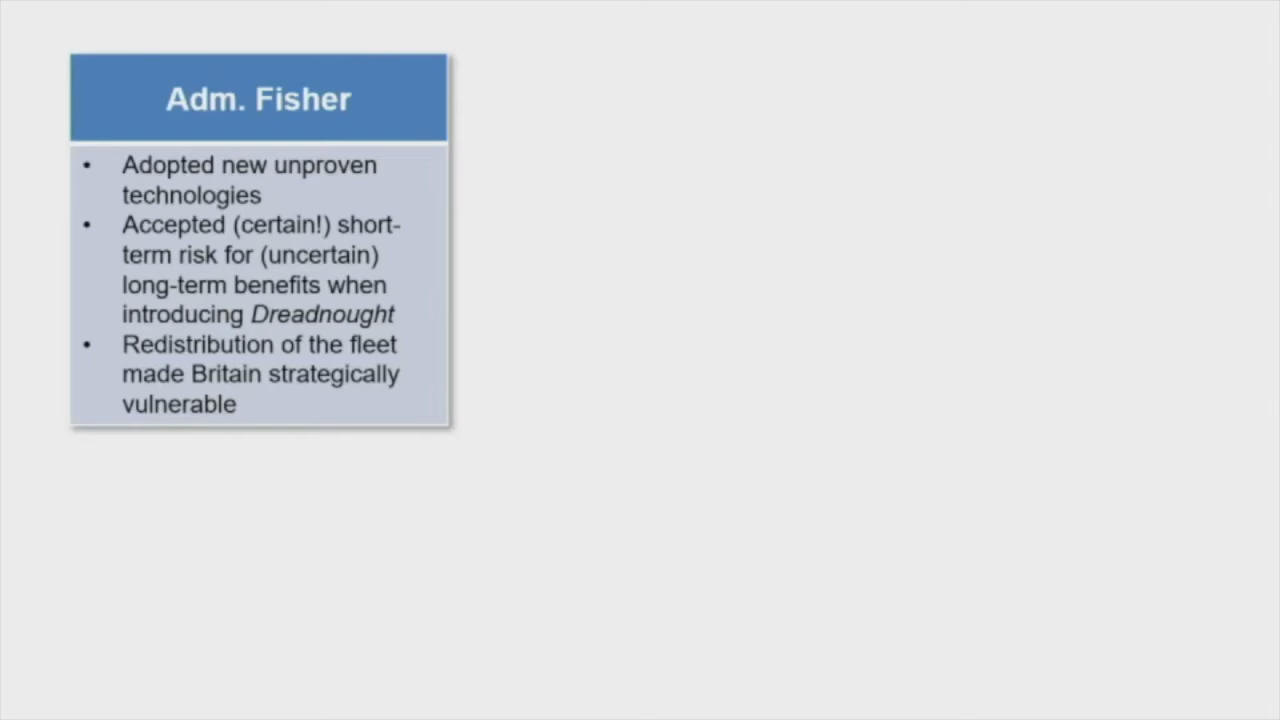 Adm. Fisher
• Adopted new unproven
technologies
• Accepted (certain!) short-
term risk for (uncertain)
long-term benefits when
introducing Dreadnought
• Redistribution of the fleet
made Britain strategically
vulnerable